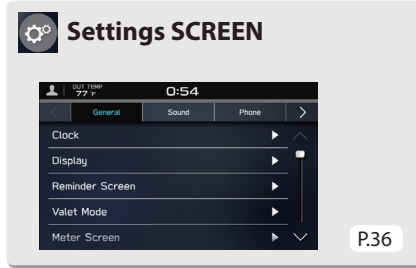 Settings SCREEN
OUT TEMP
77 °F
0:54
General
Sound
Phone
Clock
Display
Reminder Screen
Valet Mode
Meter Screen
P.36